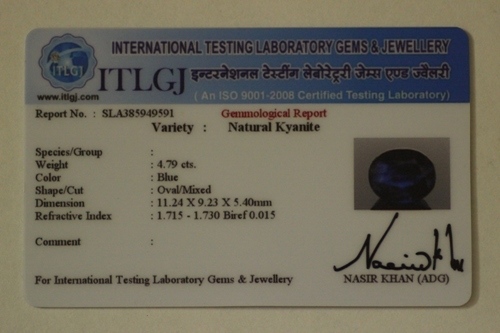 INTERNATIONAL TESTING LABORATORY GEMS & JEWELLERY
ITLGJ
ITLGJ इन्टरनेशनल टेस्टींग लेबोरेट्री जेम्स एण्ड ज्वैलरी
www.itlgj.com
( An ISO 9001-2008 Certified Testing Laboratory)
Report No. : SLA385949591
Gemmological Report
Variety : Natural Kyanite
Species/Group :
Weight : 4.79 cts.
Color : Blue
Shape/Cut : Oval/Mixed
Dimension : 11.24 X 9.23 X 5.40mm
Refractive Index : 1.715 - 1.730 Biref 0.015
Comment :
For International Testing Laboratory Gems & Jewellery
NASIR KHAN (ADG)